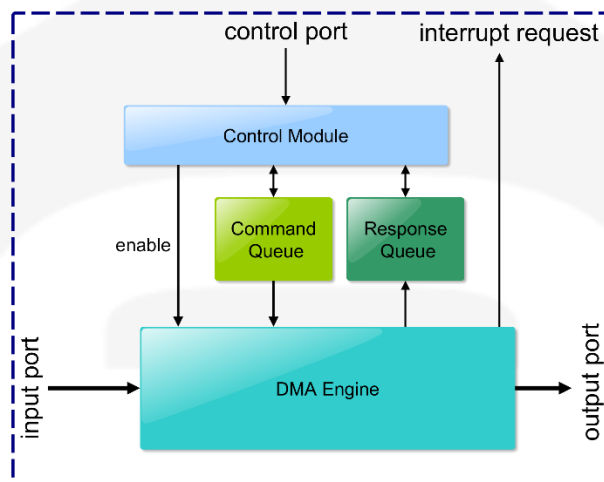 control port
interrupt request
Control Module
enable
Command
Queue
Response
Queue
input port
DMA Engine
output port